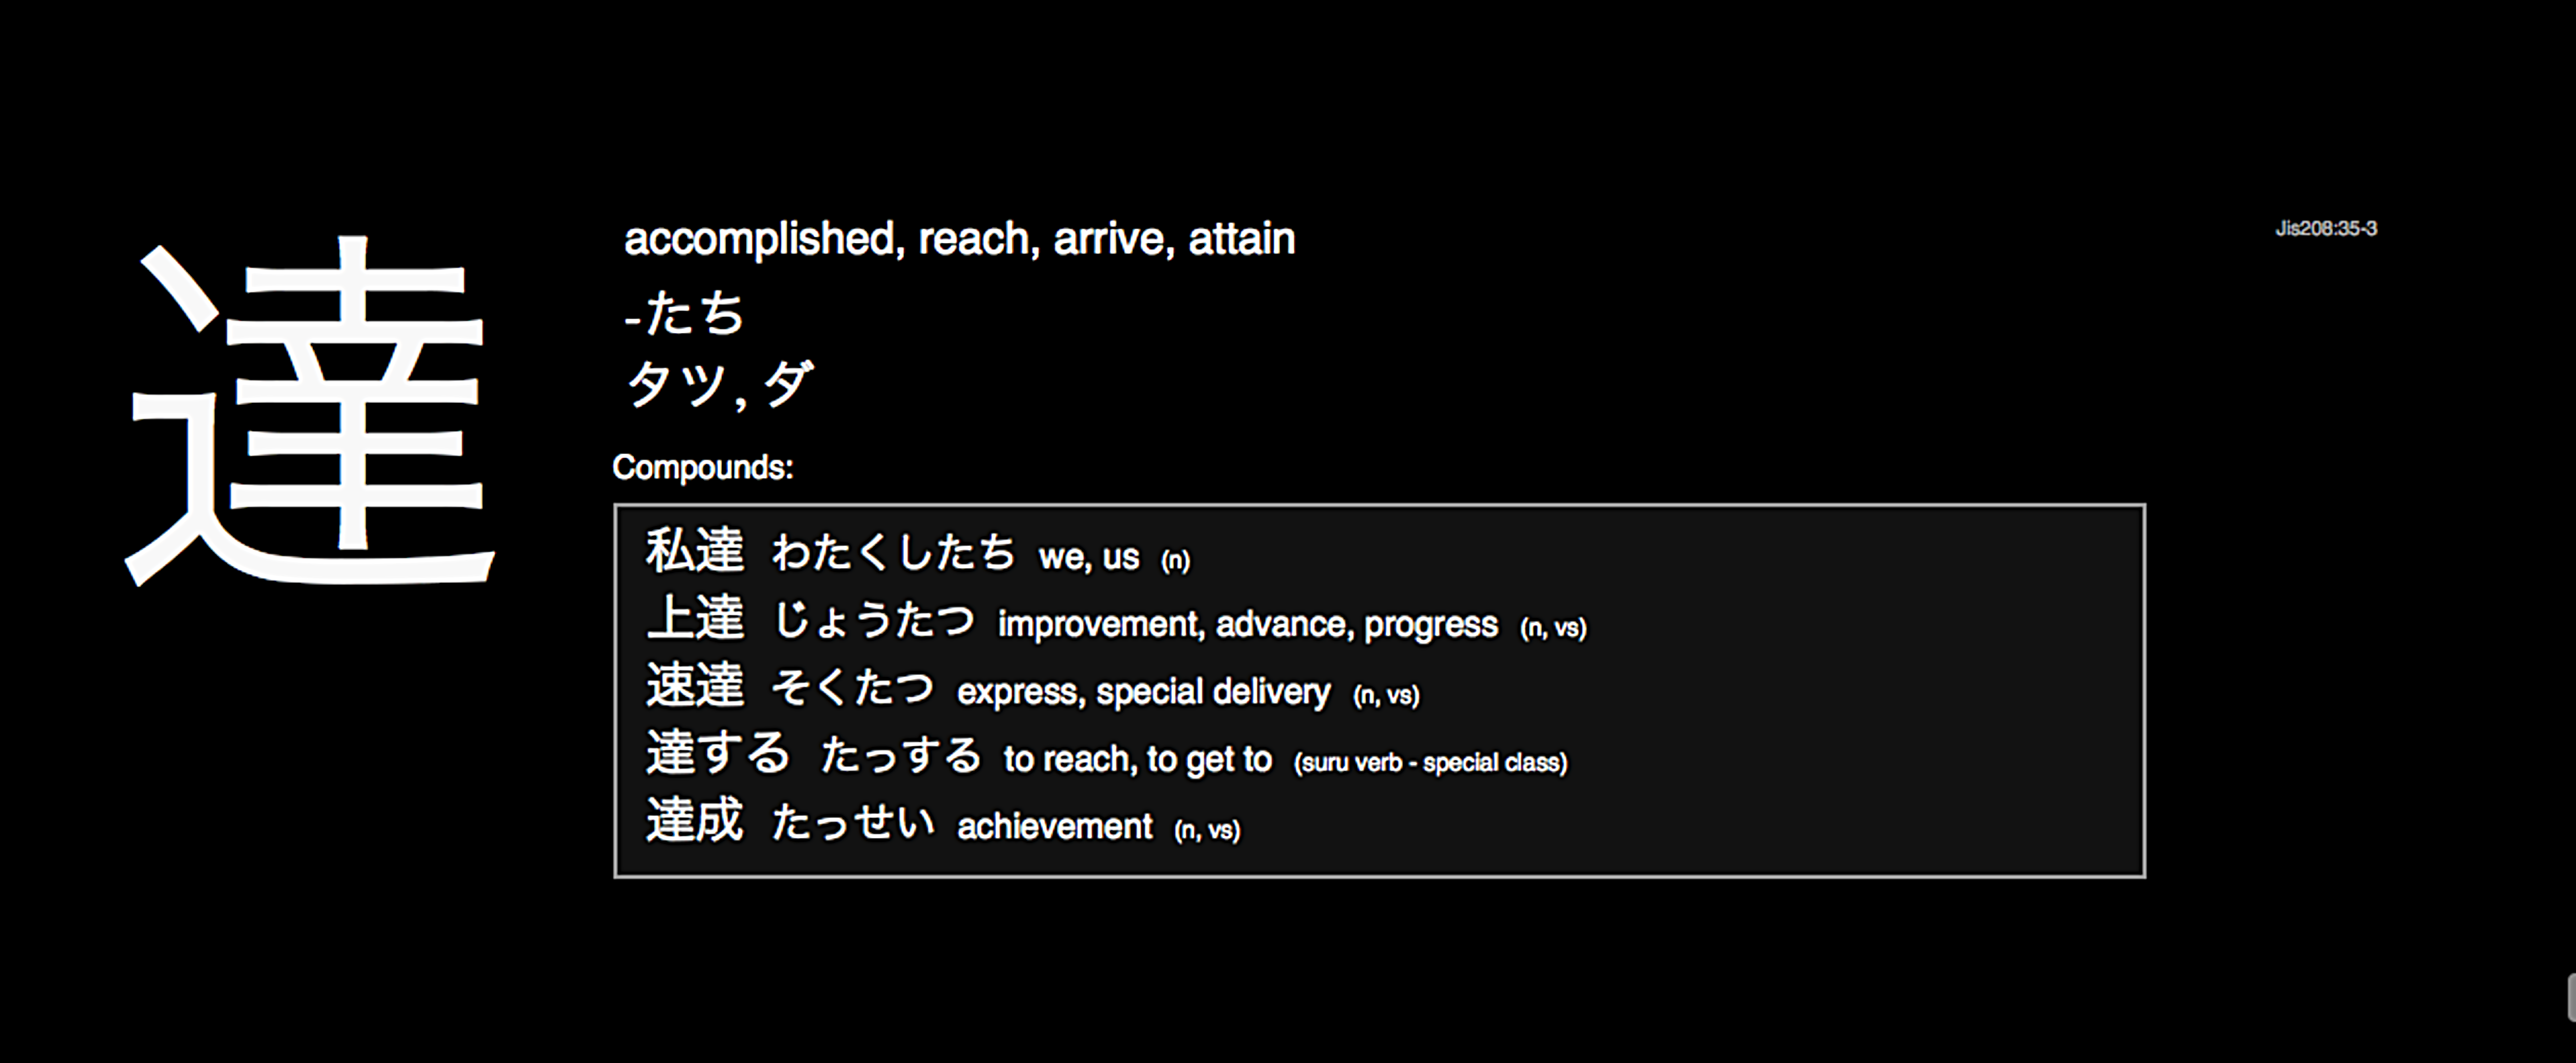 達
accomplished, reach, arrive, attain
Jis208:35-3
-たち
タツ, ダ
Compounds:
私達 わたくしたち we, us (n)
上達 じょうたつ improvement, advance, progress (n, vs)
速達 そくたつ express, special delivery (n, vs)
達する たっする to reach, to get to (suru verb - special class)
達成 たっせい achievement (n, vs)